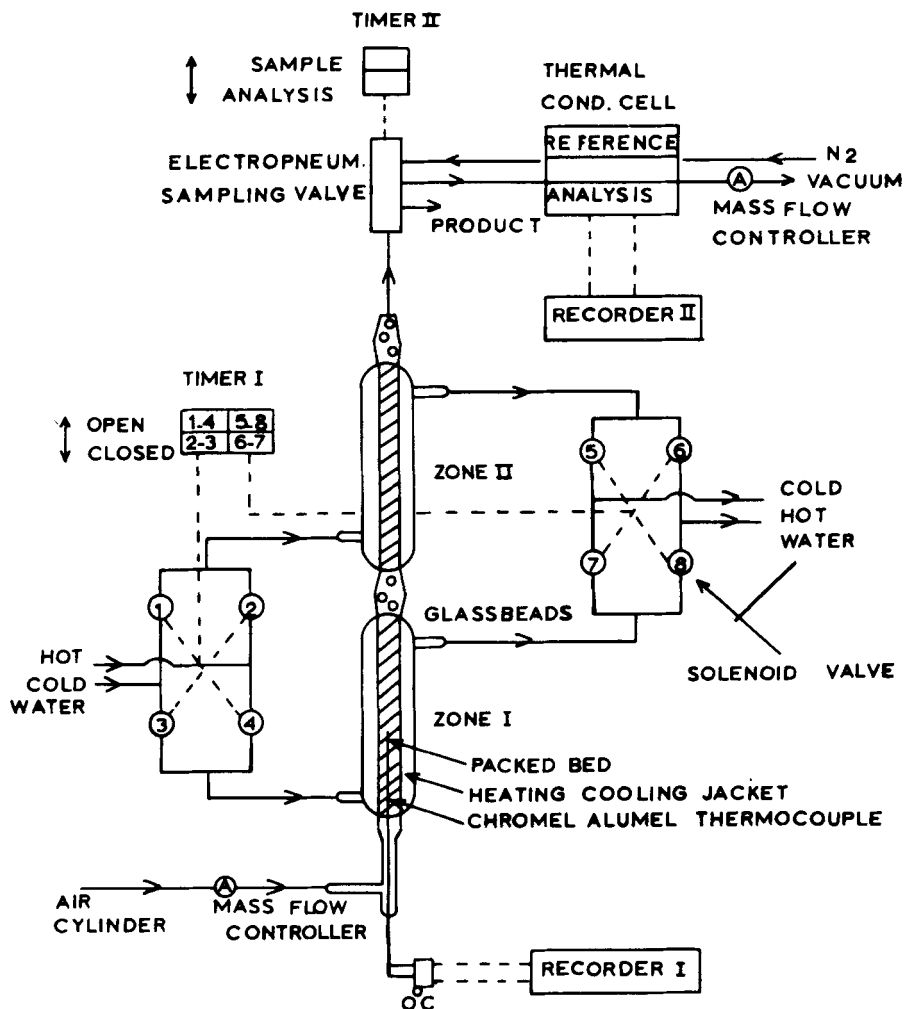 TIMER II
SAMPLE
ANALYSIS
THERMAL
COND. CELL
REFERENCE
ANALYSIS
N2
VACUUM
A
MASS FLOW
CONTROLLER
ELECTROPNEUM.
SAMPLING VALVE
PRODUCT
RECORDER II
TIMER I
OPEN
CLOSED
1-4 5-8
2-3 6-7
ZONE II
5 6
7 8
COLD
HOT
WATER
SOLENOID VALVE
1 2
3 4
HOT
COLD
WATER
GLASSBEADS
ZONE I
PACKED BED
HEATING COOLING JACKET
CHROMEL ALUMEL THERMOCOUPLE
AIR
CYLINDER
A
MASS FLOW
CONTROLLER
O°C
RECORDER I